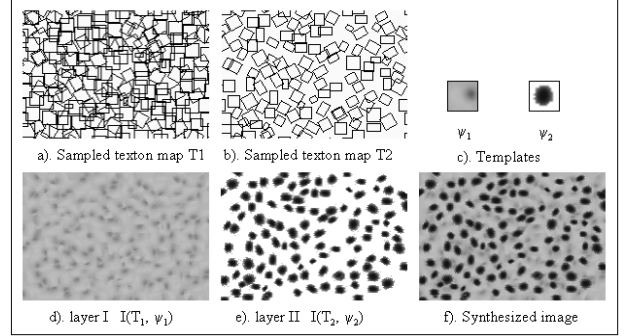 ψ₁
ψ₂
a). Sampled texton map T1
b). Sampled texton map T2
c). Templates
d). layer I I(T₁, ψ₁)
e). layer II I(T₂, ψ₂)
f). Synthesized image